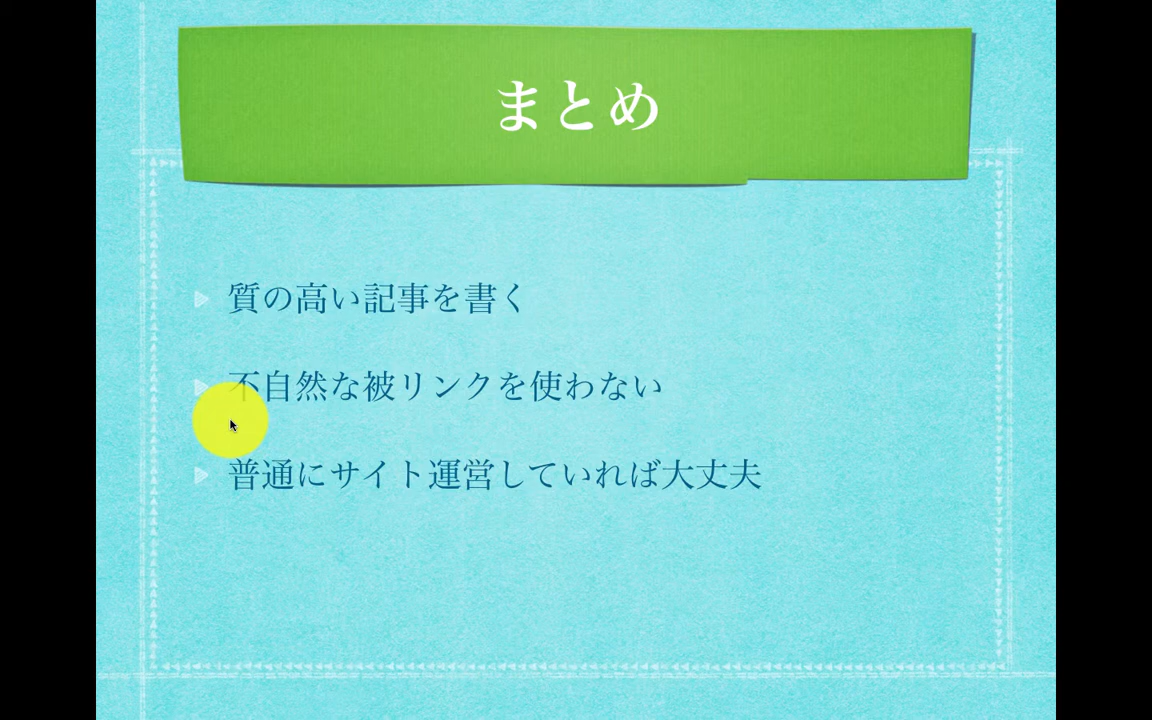 まとめ
質の高い記事を書く
不自然な被リンクを使わない
普通にサイト運営していれば大丈夫